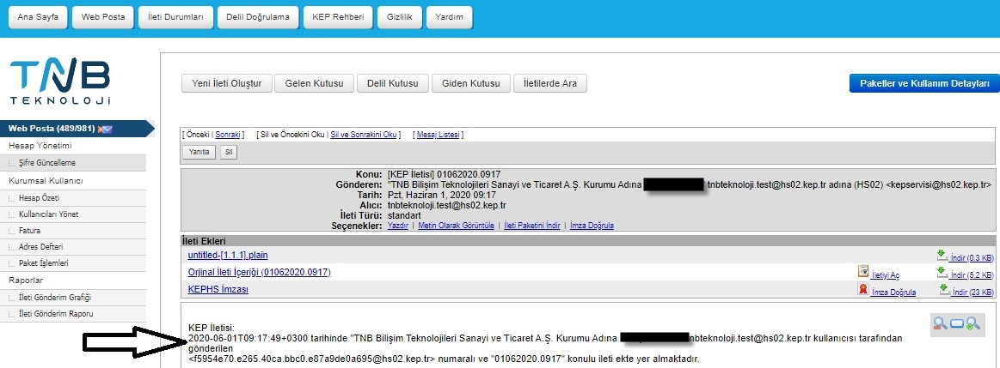 Ana Sayfa Web Posta İleti Durumları Delil Doğrulama KEP Rehberi Gizlilik Yardım
TNB
TEKNOLOJİ
Yeni İleti Oluştur Gelen Kutusu Delil Kutusu Giden Kutusu İletilerde Ara Paketler ve Kullanım Detayları
Web Posta (489/981)
Hesap Yönetimi
Şifre Güncelleme
Kurumsal Kullanıcı
Hesap Özeti
Kullanıcıları Yönet
Fatura
Adres Defteri
Paket İşlemleri
Raporlar
İleti Gönderim Grafiği
İleti Gönderim Raporu
[ Önceki | Sonraki ] [ Sil ve Öncekini Oku | Sil ve Sonrakini Oku ] [ Mesaj Listesi ]
Yanıtla Sil
Konu: [KEP İletisi] 01062020.0917
Gönderen: "TNB Bilişim Teknolojileri Sanayi ve Ticaret A.Ş. Kurumu Adına tnbteknoloji.test@hs02.kep.tr adına (HS02) <kepservisi@hs02.kep.tr>
Tarih: Pzt, Haziran 1, 2020 09:17
Alıcı: tnbteknoloji.test@hs02.kep.tr
İleti Türü: standart
Seçenekler: Yazdır | Metin Olarak Görüntüle | İleti Paketini İndir | İmza Doğrula
İleti Ekleri
untitled-[1.1.1].plain İndir (0.3 KB)
Orjinal İleti İçeriği (01062020.0917) İletiyi Aç İndir (5.2 KB)
KEPHS İmzası İmza Doğrula İndir (23 KB)
KEP İletisi:
2020-06-01T09:17:49+0300 tarihinde "TNB Bilişim Teknolojileri Sanayi ve Ticaret A.Ş. Kurumu Adına nbteknoloji.test@hs02.kep.tr kullanıcısı tarafından
gönderilen
<f5954e70.e265.40ca.bbc0.e87a9de0a695@hs02.kep.tr> numaralı ve "01062020.0917" konulu ileti ekte yer almaktadır.